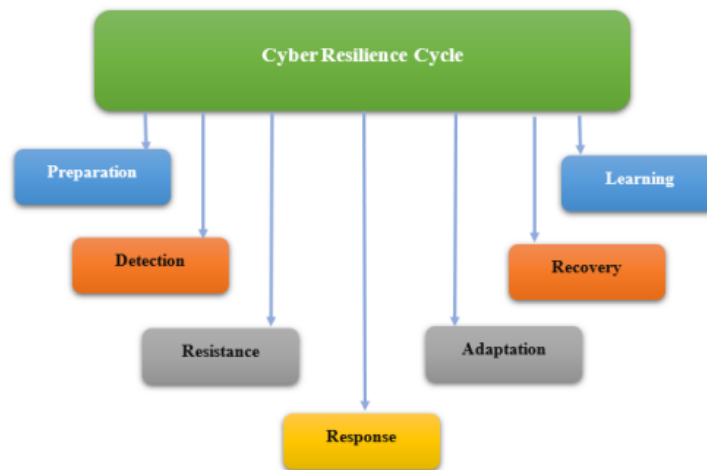 Cyber Resilience Cycle
Preparation
Learning
Detection
Recovery
Resistance
Adaptation
Response